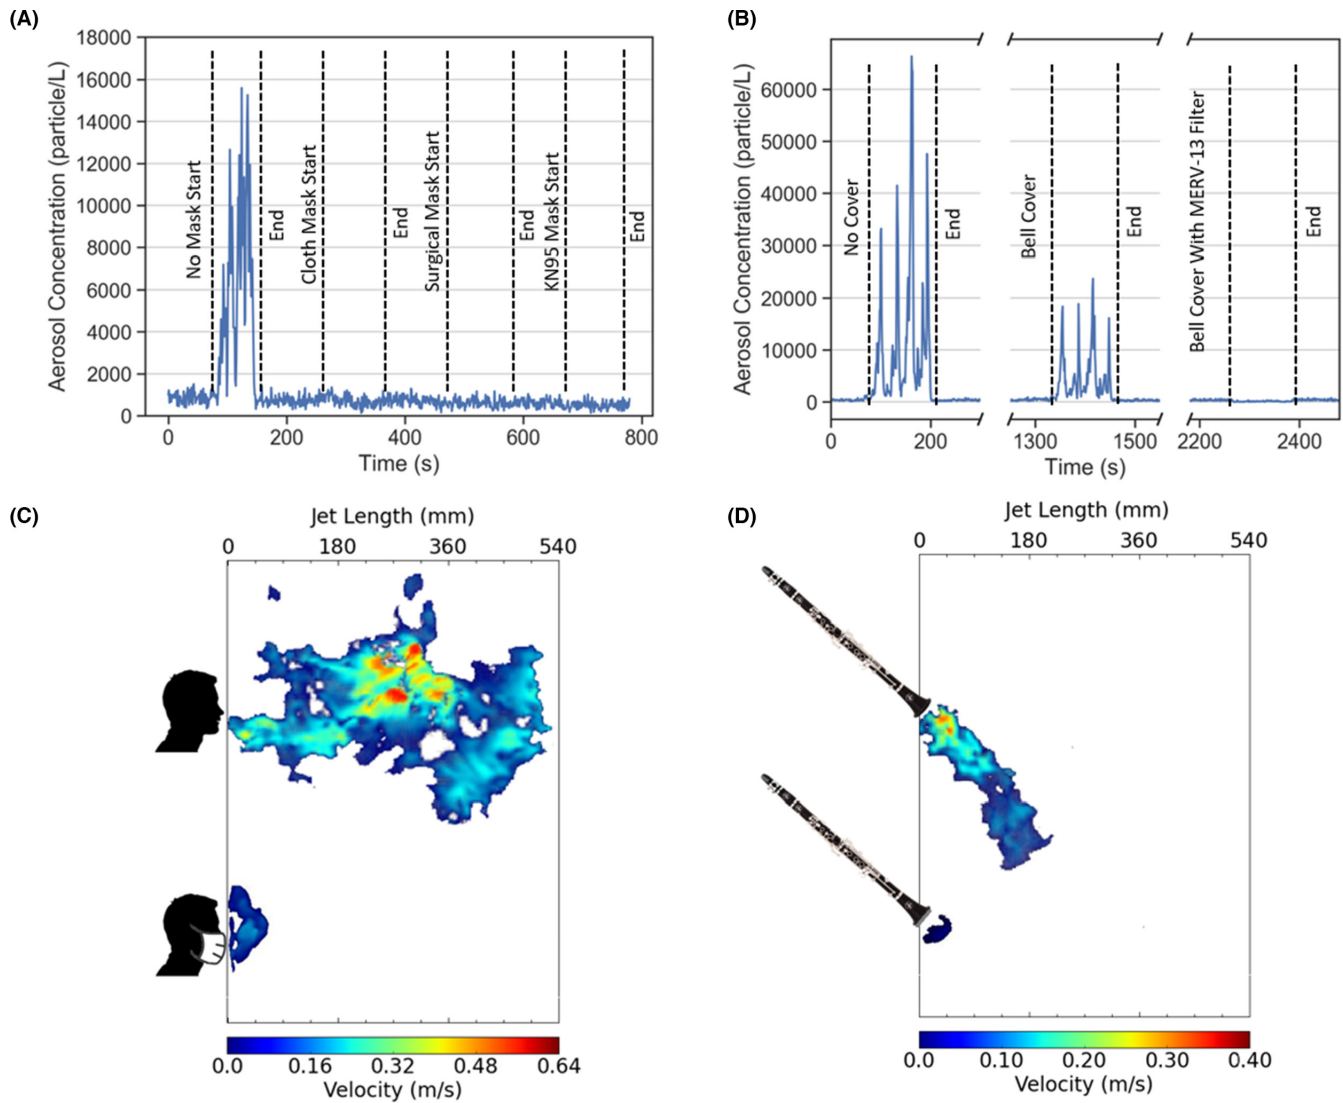 (A)
18000
16000
14000
12000
10000
8000
6000
4000
2000
0
Aerosol Concentration (particle/L)
No Mask Start
End
Cloth Mask Start
End
Surgical Mask Start
End
KN95 Mask Start
End
0 200 400 600 800
Time (s)
(B)
60000
50000
40000
30000
20000
10000
0
Aerosol Concentration (particle/L)
No Cover
End
Bell Cover
End
Bell Cover With MERV-13 Filter
End
0 200 1300 1500 2200 2400
Time (s)
(C)
Jet Length (mm)
0 180 360 540
0.0 0.16 0.32 0.48 0.64
Velocity (m/s)
(D)
Jet Length (mm)
0 180 360 540
0.0 0.10 0.20 0.30 0.40
Velocity (m/s)